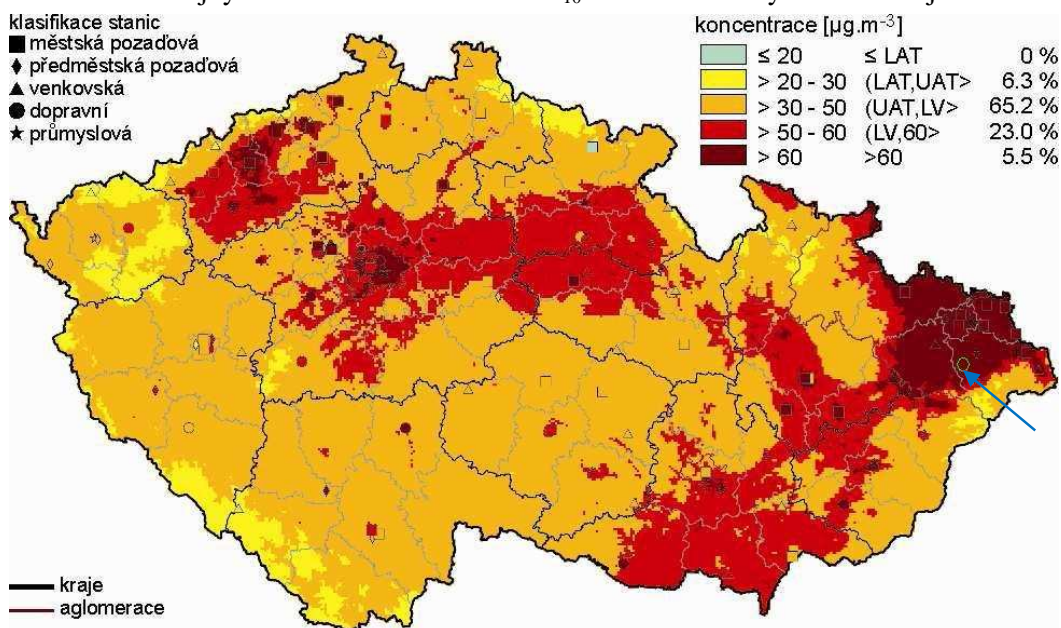 klasifikace stanic
■ městská pozaďová
♦ předměstská pozaďová
▲ venkovská
● dopravní
★ průmyslová
koncentrace [µg.m⁻³]
≤ 20 ≤ LAT 0 %
> 20 - 30 (LAT,UAT> 6.3 %
> 30 - 50 (UAT,LV> 65.2 %
> 50 - 60 (LV,60> 23.0 %
> 60 >60 5.5 %
kraje
aglomerace